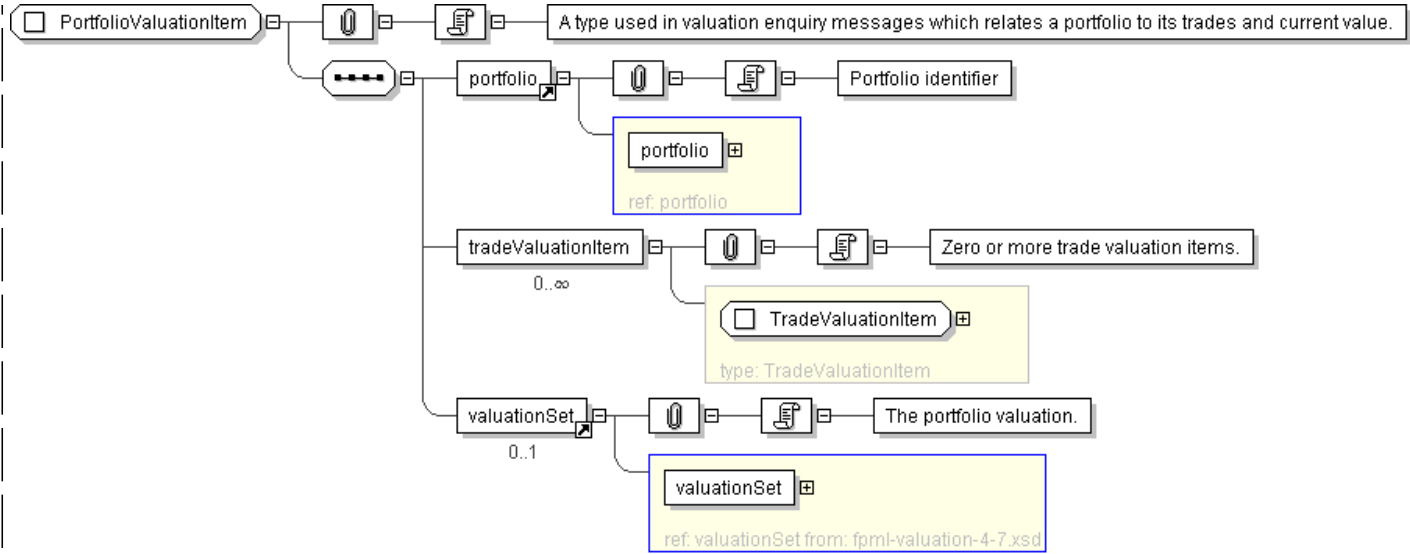 PortfolioValuationItem
A type used in valuation enquiry messages which relates a portfolio to its trades and current value.
portfolio
Portfolio identifier
portfolio
ref: portfolio
tradeValuationItem
Zero or more trade valuation items.
0..∞
TradeValuationItem
type: TradeValuationItem
valuationSet
The portfolio valuation.
0..1
valuationSet
ref: valuationSet from: fpml-valuation-4-7.xsd